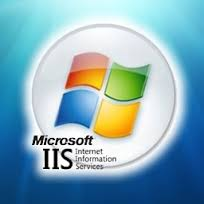 Microsoft
IIS Internet
Information
Services